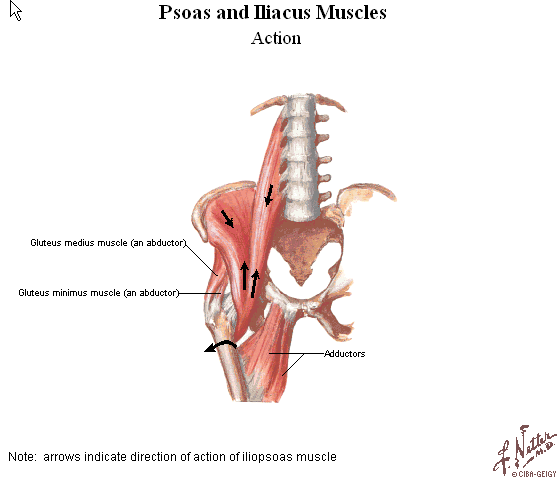 Psoas and Iliacus Muscles
Action
Gluteus medius muscle (an abductor)
Gluteus minimus muscle (an abductor)
Adductors
Note: arrows indicate direction of action of iliopsoas muscle
F. Netter
M.D.
© CIBA-GEIGY